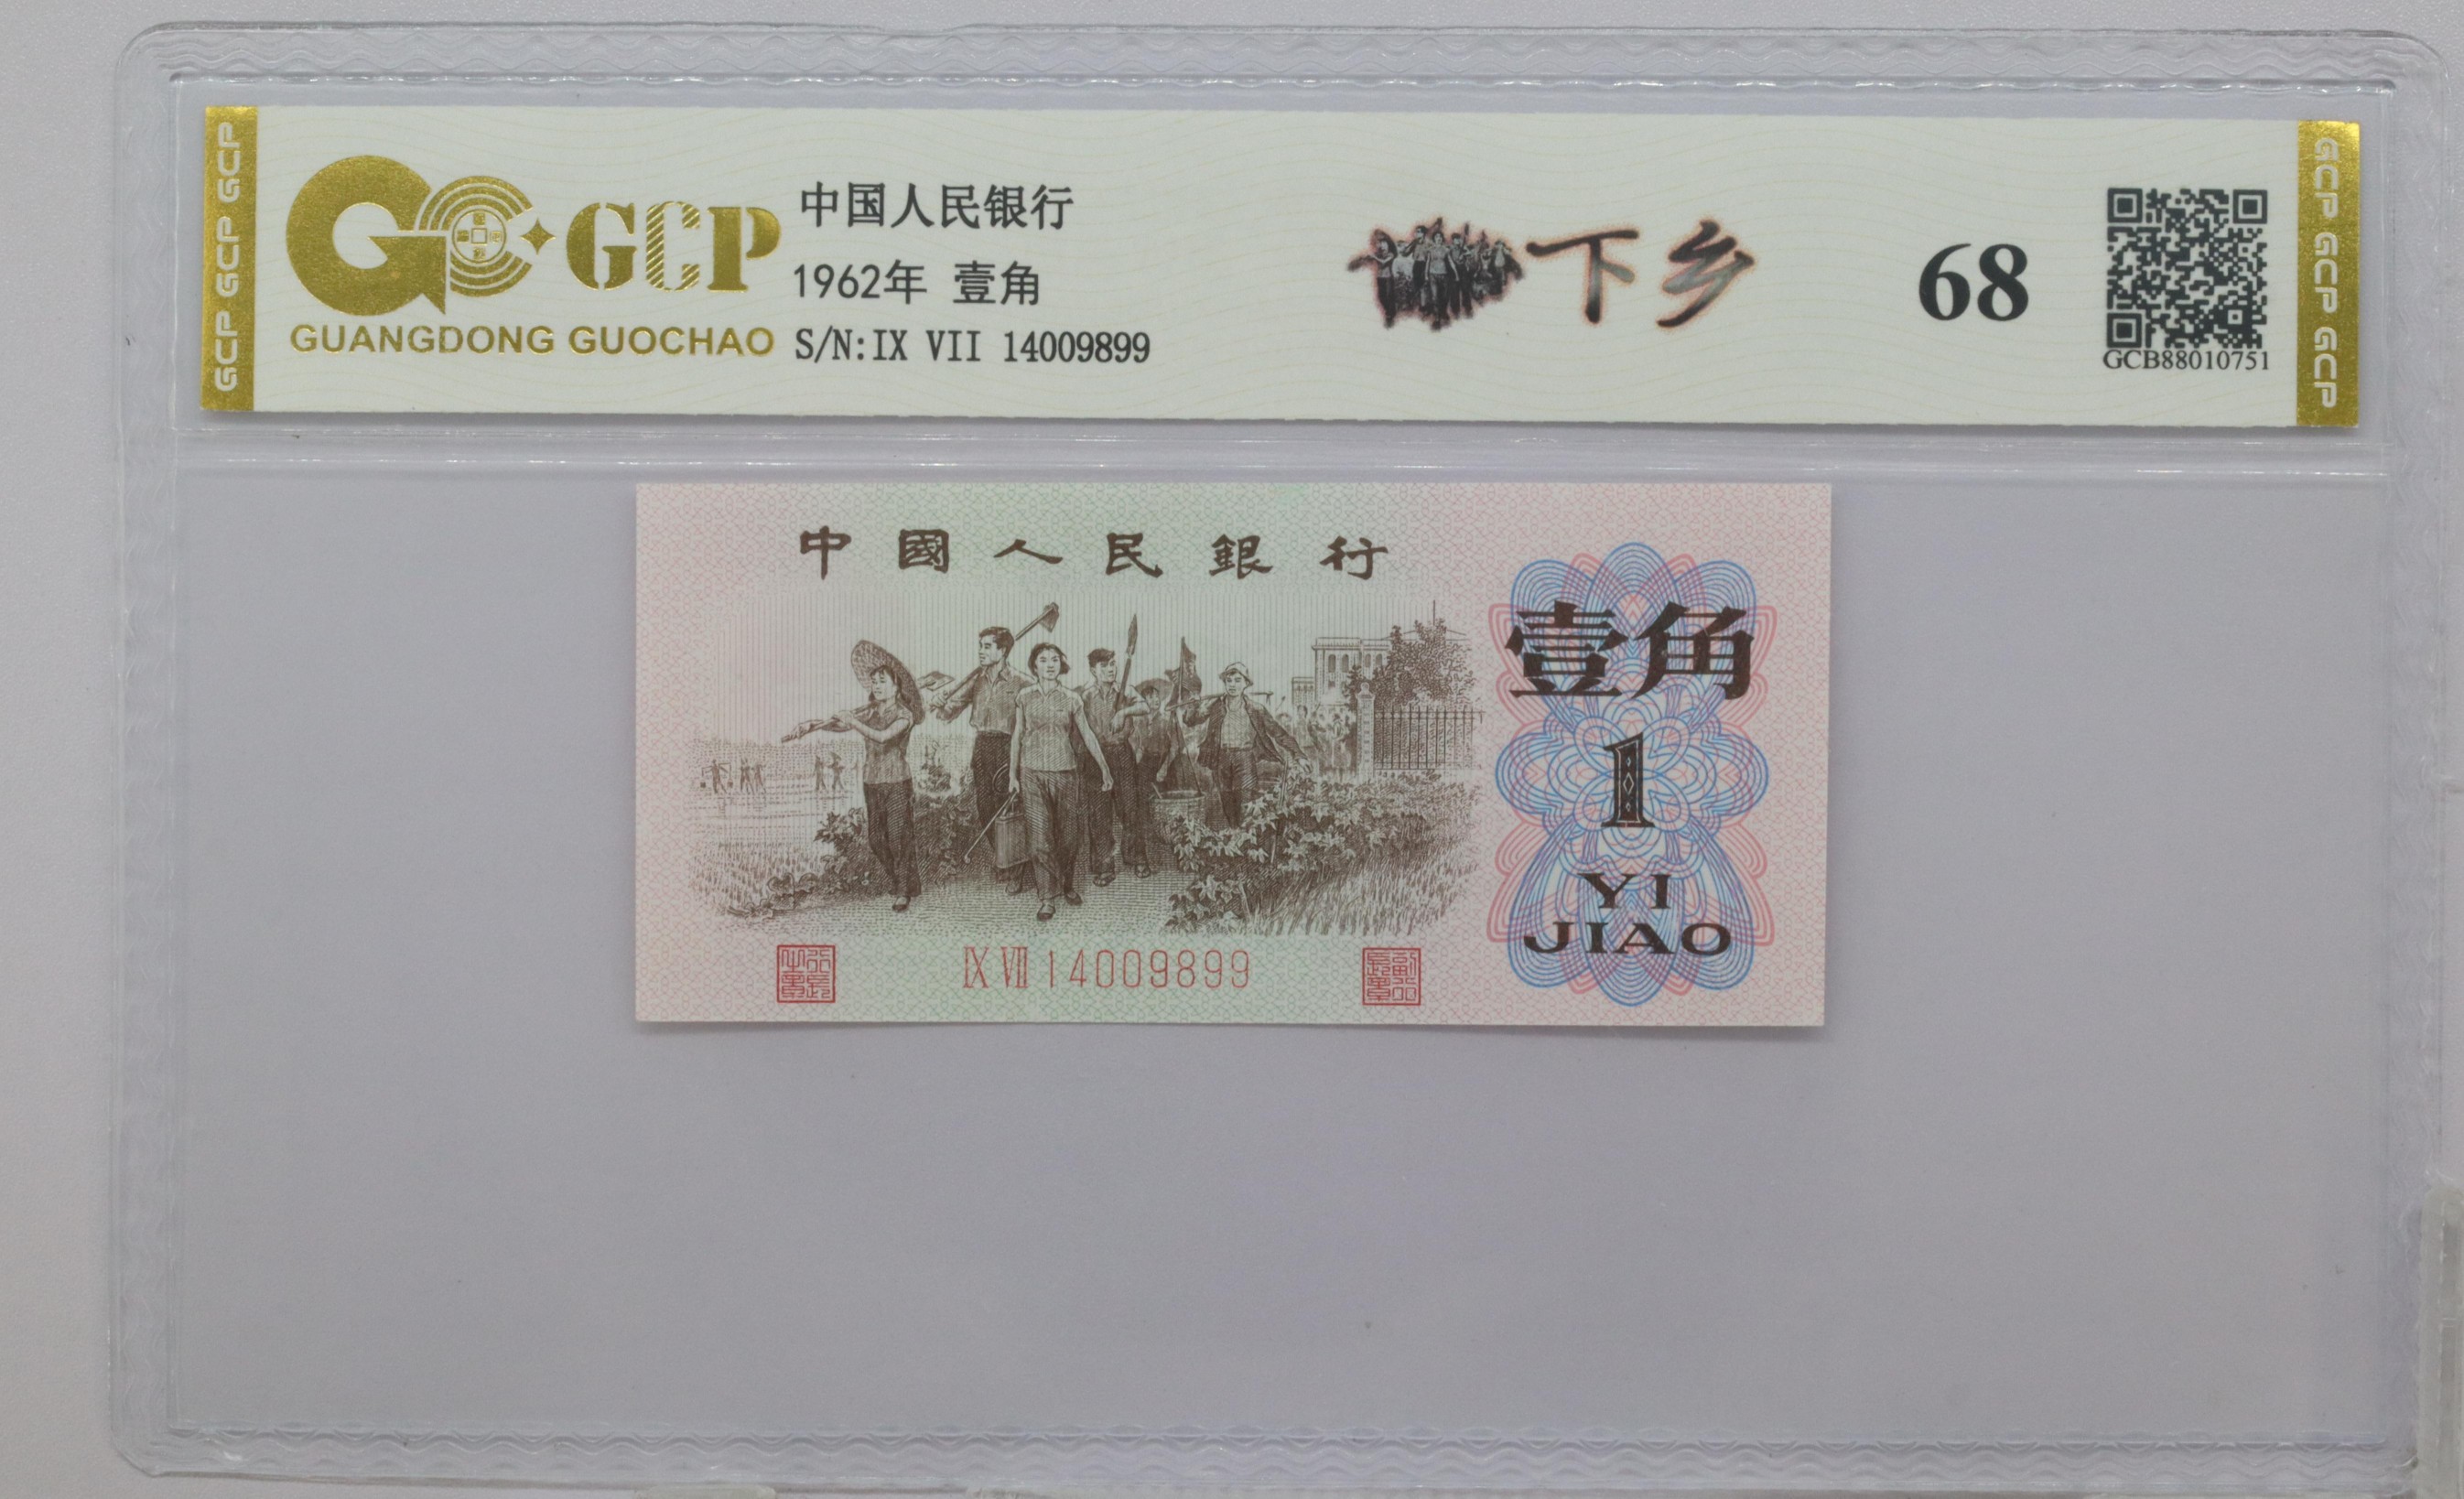 GCP GCP GCP
GCP
GUANGDONG GUOCHAO
中国人民银行
1962年 壹角
S/N:IX VII 14009899
下乡
68
GCB88010751
GCP GCP GCP
中國人民銀行
壹角
1
YI
JIAO
IX VII 14009899